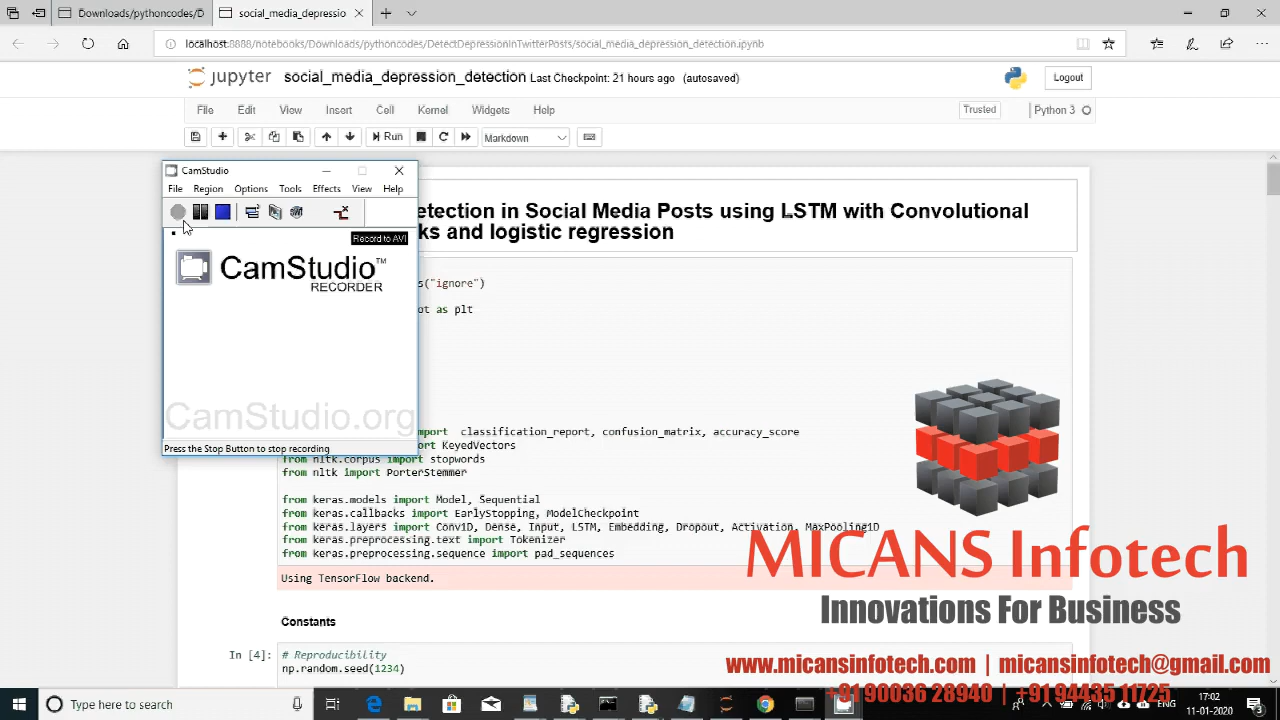 Downloads/pythoncodes/D
social_media_depressio
localhost:8888/notebooks/Downloads/pythoncodes/DetectDepressionInTwitterPosts/social_media_depression_detection.ipynb
jupyter social_media_depression_detection Last Checkpoint: 21 hours ago (autosaved)
Logout
File Edit View Insert Cell Kernel Widgets Help
Trusted
Python 3
Run
Markdown
CamStudio
File Region Options Tools Effects View Help
Record to AVI
CamStudio™
RECORDER
CamStudio.org
Press the Stop Button to stop recording
etection in Social Media Posts using LSTM with Convolutional
ks and logistic regression
s("ignore")
ot as plt
mport classification_report, confusion_matrix, accuracy_score
rt KeyedVectors
from nltk.corpus import stopwords
from nltk import PorterStemmer
from keras.models import Model, Sequential
from keras.callbacks import EarlyStopping, ModelCheckpoint
from keras.layers import Conv1D, Dense, Input, LSTM, Embedding, Dropout, Activation, MaxPooling1D
from keras.preprocessing.text import Tokenizer
from keras.preprocessing.sequence import pad_sequences
Using TensorFlow backend.
Constants
In [4]:
# Reproducibility
np.random.seed(1234)
MICANS Infotech
Innovations For Business
www.micansinfotech.com | micansinfotech@gmail.com
+91 90036 28940 | +91 94435 11725
Type here to search
ENG
17:02
11-01-2020
3